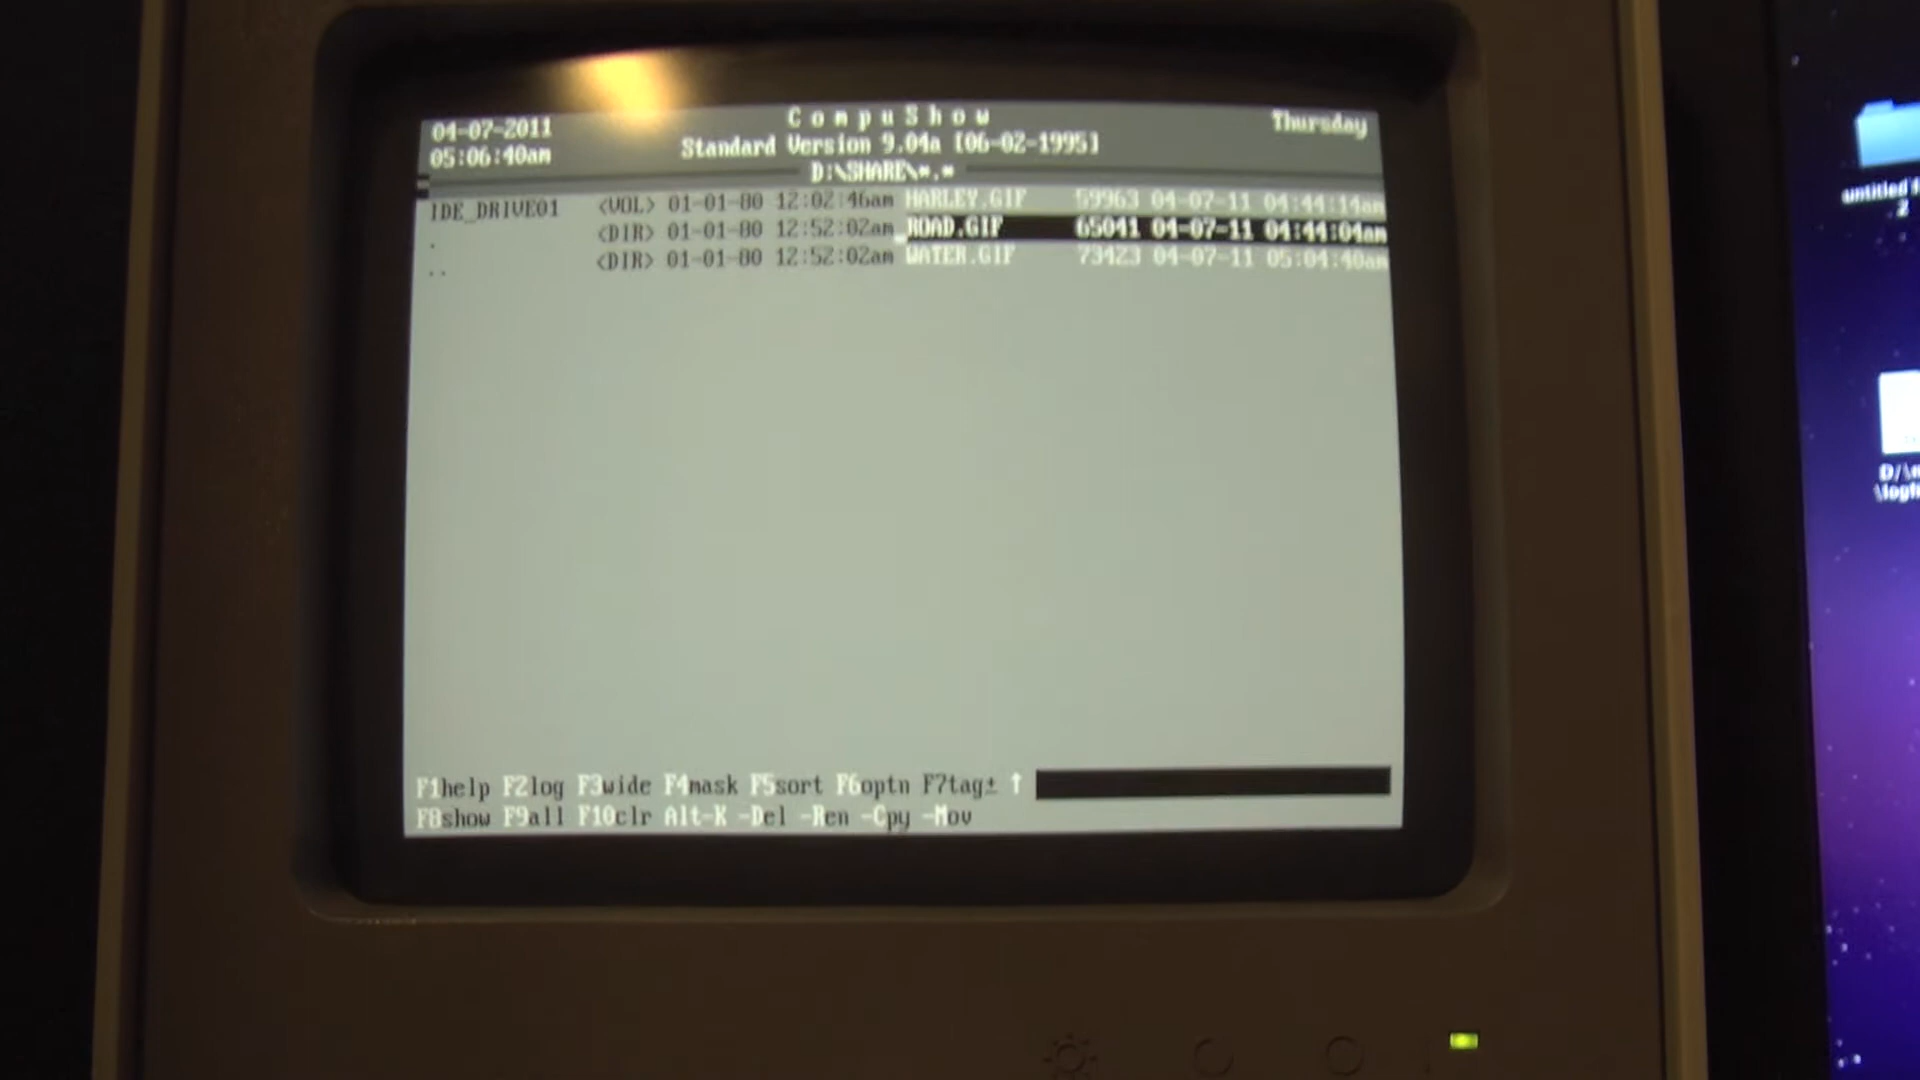 04-07-2011 CompuShow Thursday
05:06:40am Standard Version 9.04a [06-02-1995]
D:\SHARE\*.*
IDE_DRIVE01 <VOL> 01-01-80 12:02:46am HARLEY.GIF 59963 04-07-11 04:44:14am
. <DIR> 01-01-80 12:52:02am ROAD.GIF 65041 04-07-11 04:44:04am
.. <DIR> 01-01-80 12:52:02am WATER.GIF 73423 04-07-11 05:04:40am
F1help F2log F3wide F4mask F5sort F6optn F7tag± ↑
F8show F9all F10clr Alt-K -Del -Ren -Cpy -Mov
untitled f
2
D/\
\logf